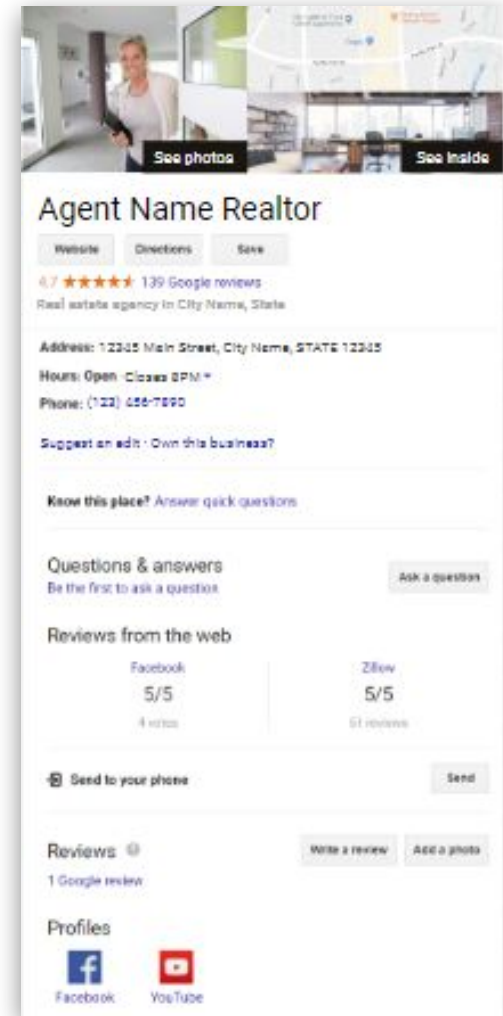 See photos
See inside
Agent Name Realtor
Website Directions Save
4.7 139 Google reviews
Real estate agency in City Name, State
Address: 12345 Main Street, City Name, STATE 12345
Hours: Open · Closes 8PM
Phone: (123) 456-7890
Suggest an edit · Own this business?
Know this place? Answer quick questions
Questions & answers
Be the first to ask a question
Ask a question
Reviews from the web
Facebook Zillow
5/5 5/5
4 votes 51 reviews
Send to your phone Send
Reviews Write a review Add a photo
1 Google review
Profiles
Facebook YouTube